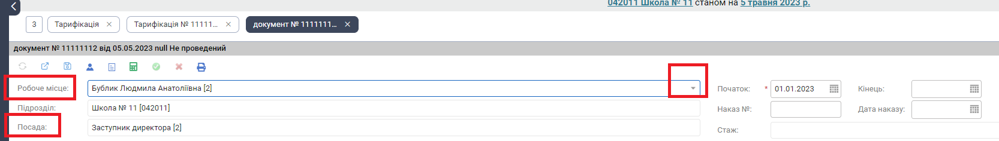 042011 Школа № 11 станом на 5 травня 2023 р.
3 Тарифікація Тарифікація № 11111... документ № 1111111...
документ № 11111112 від 05.05.2023 null Не проведений
Робоче місце: Бублик Людмила Анатоліївна [2] Початок: * 01.01.2023 Кінець:
Підрозділ: Школа № 11 [042011] Наказ №: Дата наказу:
Посада: Заступник директора [2] Стаж: